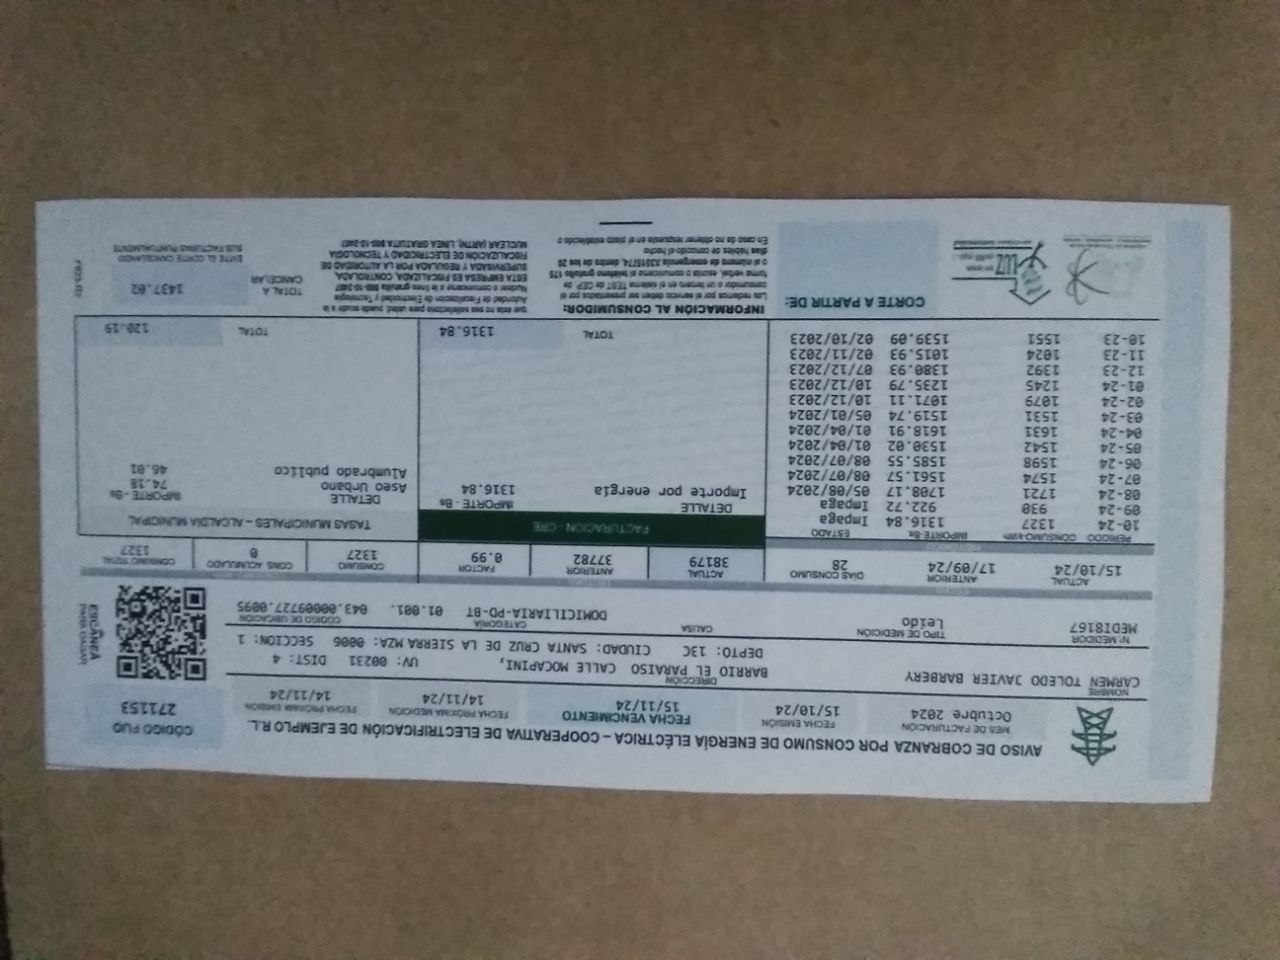 AVISO DE COBRANZA POR CONSUMO DE ENERGÍA ELÉCTRICA – COOPERATIVA DE ELECTRIFICACIÓN DE EJEMPLO R.L.
CÓDIGO FIJO
271153
MES DE FACTURACIÓN
Octubre 2024
FECHA EMISIÓN
15/10/24
FECHA VENCIMIENTO
15/11/24
FECHA PRÓXIMA MEDICIÓN
14/11/24
FECHA PRÓXIMA EMISIÓN
14/11/24
NOMBRE
CARMEN TOLEDO JAVIER BARBERY
DIRECCIÓN
BARRIO EL PARAISO CALLE MOCAPINI, UV: 00231 DIST: 4
DEPTO: 13C CIUDAD: SANTA CRUZ DE LA SIERRA MZA: 0006 SECCION: 1
ESCANEA
PARA PAGAR
N° MEDIDOR
MEDI8167
TIPO DE MEDICIÓN
Leído
CAUSA
CATEGORÍA
DOMICILIARIA-PD-BT
CÓDIGO DE UBICACIÓN
01.001. 043.00009727.0095
ACTUAL
15/10/24
ANTERIOR
17/09/24
DÍAS CONSUMO
28
ACTUAL
38179
ANTERIOR
37782
FACTOR
0.99
CONSUMO
1327
CONS ACUMULADO
0
CONSUMO TOTAL
1327
PERIODO CONSUMO kWh IMPORTE-Bs ESTADO
10-24 1327 1316.84 Impaga
09-24 930 922.72 Impaga
08-24 1721 1708.17 05/08/2024
07-24 1574 1561.57 08/07/2024
06-24 1598 1585.55 08/07/2024
05-24 1542 1530.02 01/04/2024
04-24 1631 1618.91 01/04/2024
03-24 1531 1519.74 05/01/2024
02-24 1079 1071.11 10/12/2023
01-24 1245 1235.79 10/12/2023
12-23 1392 1380.93 07/12/2023
11-23 1024 1015.93 02/11/2023
10-23 1551 1539.09 02/10/2023
FACTURACIÓN - CRE
DETALLE IMPORTE - Bs
Importe por energía 1316.84
TOTAL 1316.84
TASAS MUNICIPALES – ALCALDÍA MUNICIPAL
DETALLE IMPORTE - Bs
Aseo Urbano 74.18
Alumbrado publico 46.01
TOTAL 120.19
LUZ
CORTE A PARTIR DE:
INFORMACIÓN AL CONSUMIDOR:
Los reclamos por el servicio deben ser presentados por el
consumidor o un tercero en el sistema TEST de CEP de
forma verbal, escrita o comunicarse al teléfono gratuito 175
o al número de emergencia 33615774, dentro de los 20
días hábiles de conocido el hecho
En caso de no obtener respuesta en el plazo establecido o
que esta no sea satisfactoria para usted, puede acudir a la
Autoridad de Fiscalización de Electricidad y Tecnología
Nuclear o comunicarse a la línea gratuita 800-10-2407
ESTA EMPRESA ES FISCALIZADA, CONTROLADA,
SUPERVISADA Y REGULADA POR LA AUTORIDAD DE
FISCALIZACIÓN DE ELECTRICIDAD Y TECNOLOGÍA
NUCLEAR (AETN), LÍNEA GRATUITA 800-10-2407
TOTAL A
CANCELAR
1437.02
EVITE EL CORTE CANCELANDO
SUS FACTURAS PUNTUALMENTE